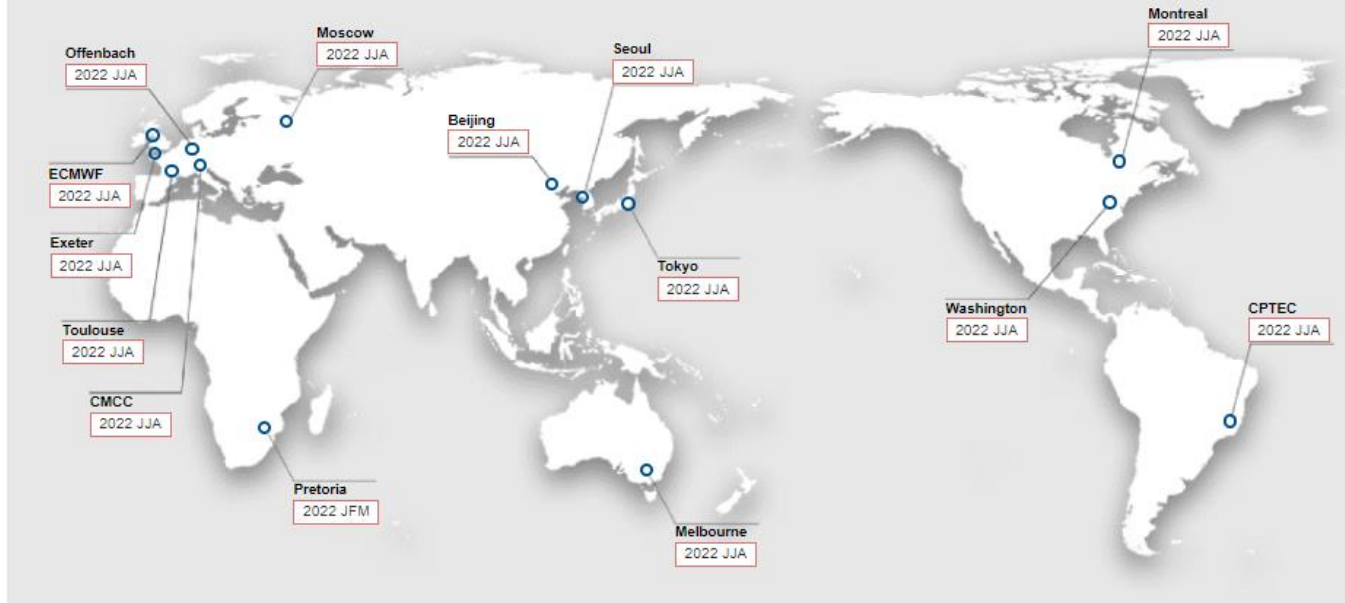 Montreal
2022 JJA
Moscow
2022 JJA
Seoul
2022 JJA
Offenbach
2022 JJA
Beijing
2022 JJA
ECMWF
2022 JJA
Exeter
2022 JJA
Tokyo
2022 JJA
Washington
2022 JJA
CPTEC
2022 JJA
Toulouse
2022 JJA
CMCC
2022 JJA
Pretoria
2022 JFM
Melbourne
2022 JJA